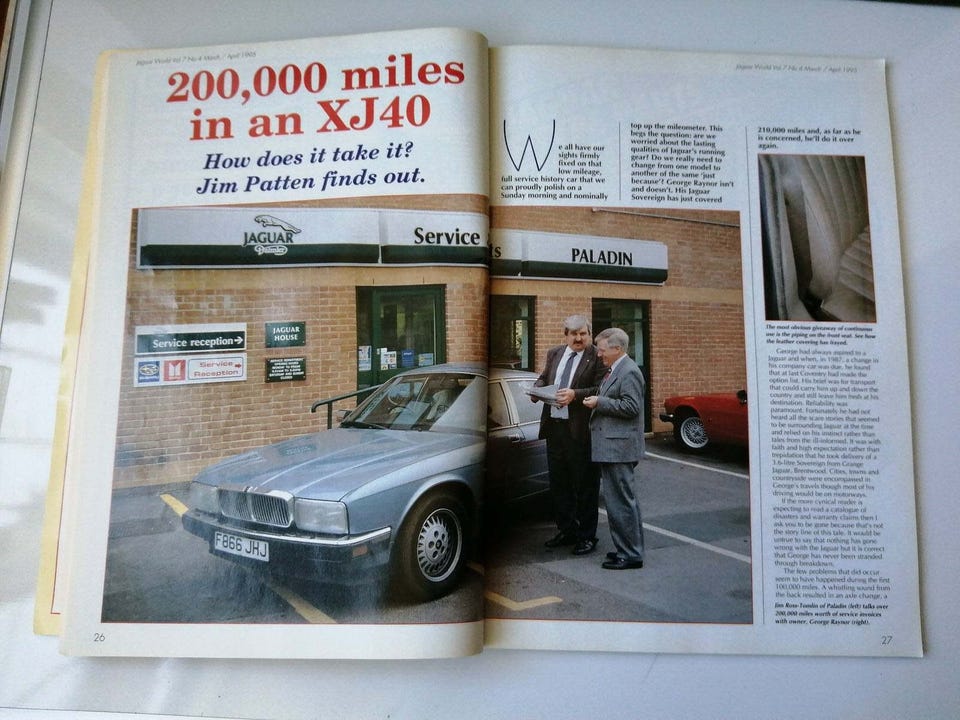 Jaguar World Vol 7 No 4 March / April 1995
200,000 miles
in an XJ40
How does it take it?
Jim Patten finds out.
JAGUAR
Daimler
Service
ts
PALADIN
Service reception
JAGUAR
HOUSE
SUBARU
ISUZU
Service
Reception
F866 JHJ
26
Jaguar World Vol 7 No 4 March / April 1995
We all have our
sights firmly
fixed on that
low mileage,
full service history car that we
can proudly polish on a
Sunday morning and nominally
top up the mileometer. This
begs the question: are we
worried about the lasting
qualities of Jaguar's running
gear? Do we really need to
change from one model to
another of the same 'just
because'? George Raynor isn't
and doesn't. His Jaguar
Sovereign has just covered
210,000 miles and, as far as he
is concerned, he'll do it over
again.
The most obvious giveaway of continuous
use is the piping on the front seat. See how
the leather covering has frayed.
George had always aspired to a
Jaguar and when, in 1987, a change in
his company car was due, he found
that at last Coventry had made the
option list. His brief was for transport
that could carry him up and down the
country and still leave him fresh at his
destination. Reliability was
paramount. Fortunately he had not
heard all the scare stories that seemed
to be surrounding Jaguar at the time
and relied on his instinct rather than
tales from the ill-informed. It was with
faith and high expectation rather than
trepidation that he took delivery of a
3.6-litre Sovereign from Grange
Jaguar, Brentwood. Cities, towns and
countryside were encompassed in
George's travels though most of his
driving would be on motorways.
If the more cynical reader is
expecting to read a catalogue of
disasters and warranty claims then I
ask you to be gone because that's not
the story line of this tale. It would be
untrue to say that nothing has gone
wrong with the Jaguar but it is correct
that George has never been stranded
through breakdown.
The few problems that did occur
seem to have happened during the first
100,000 miles. A whistling sound from
the back resulted in an axle change, a
Jim Ross-Tomlin of Paladin (left) talks over
200,000 miles worth of service invoices
with owner, George Raynor (right).
27